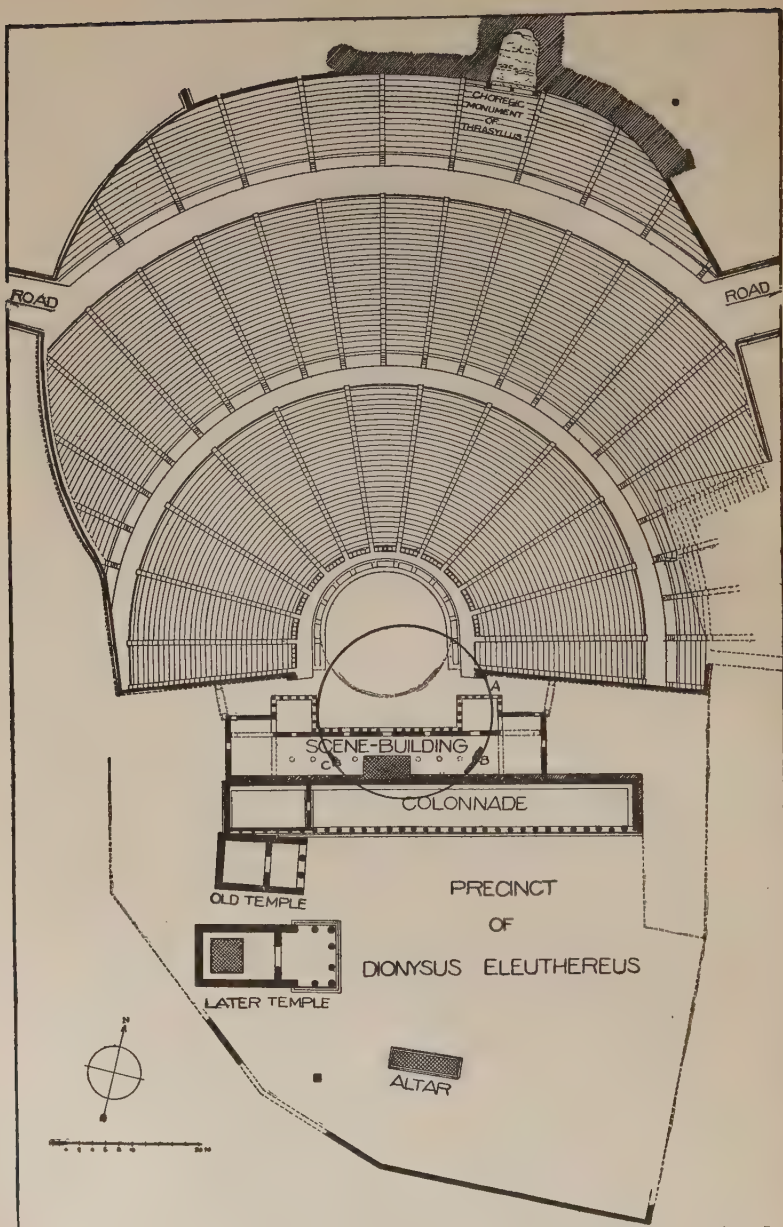 CHOREGIC
MONUMENT
OF
THRASYLLUS
ROAD
ROAD
A
SCENE-BUILDING
C
B
COLONNADE
OLD TEMPLE
PRECINCT
OF
DIONYSUS ELEUTHEREUS
LATER TEMPLE
N
ALTAR